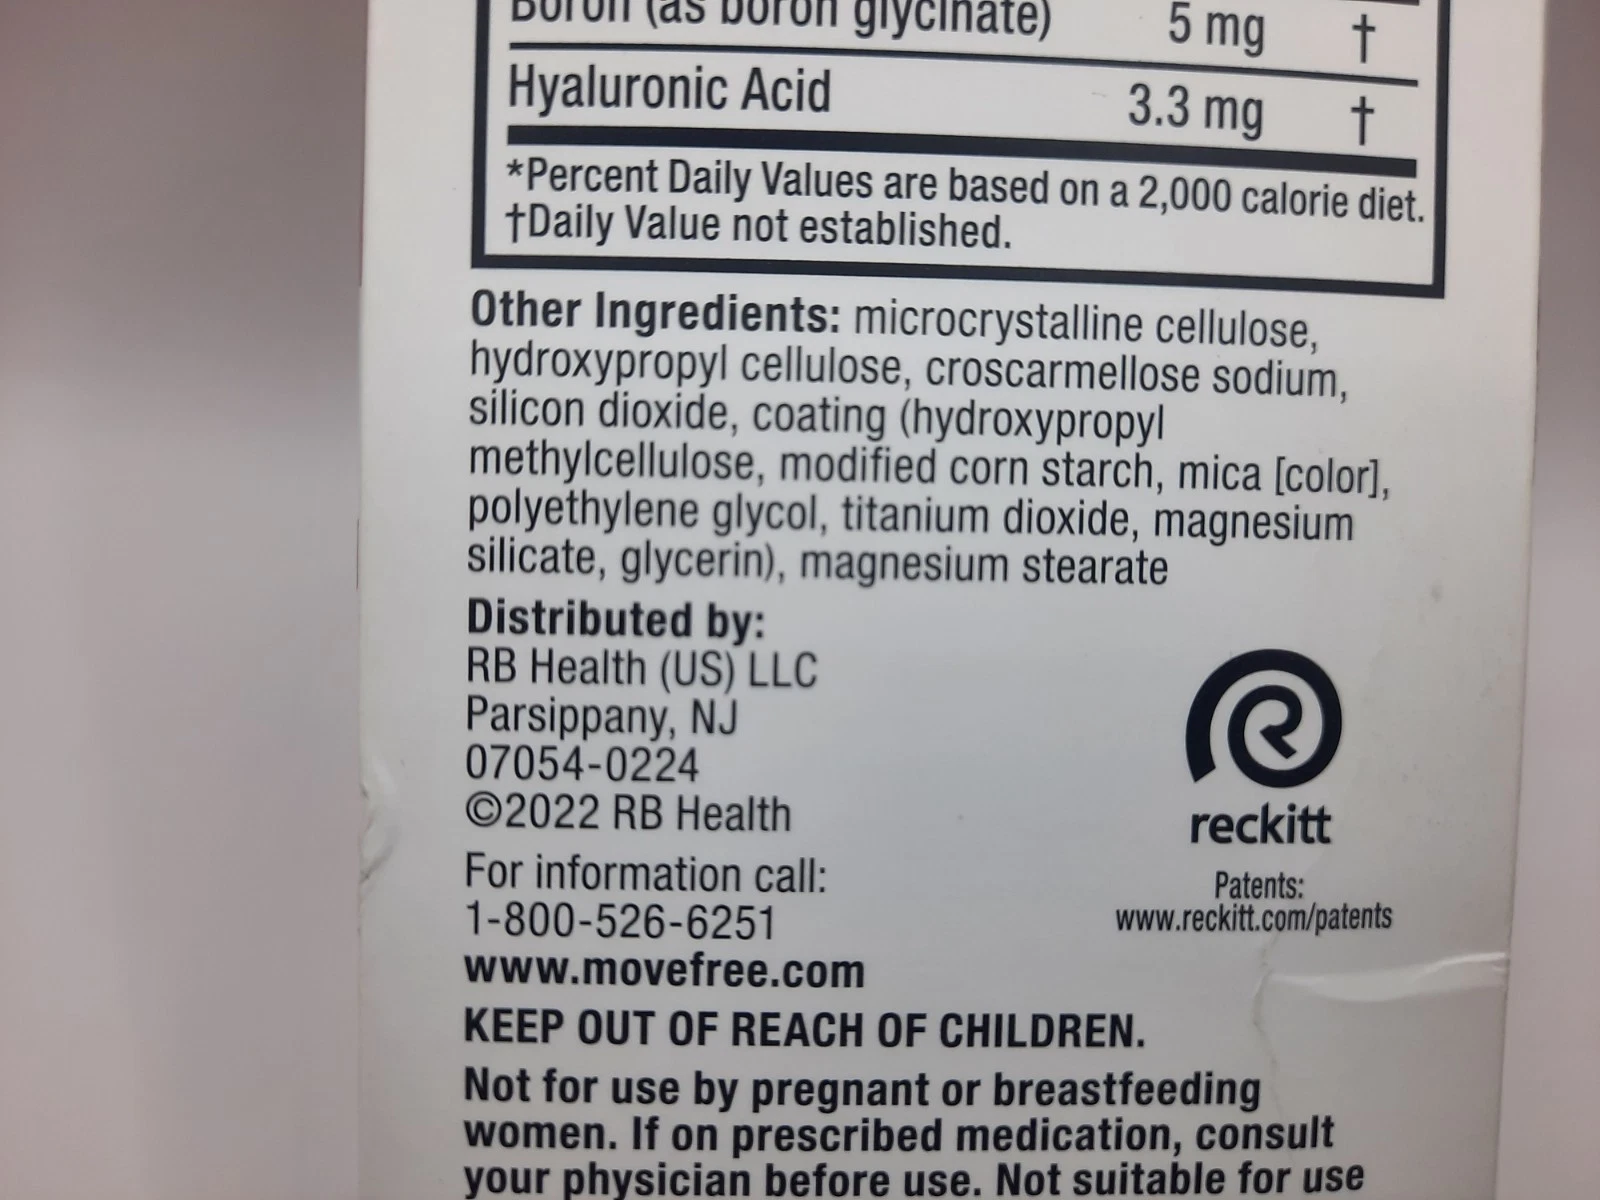 Boron (as boron glycinate) 5 mg †
Hyaluronic Acid 3.3 mg †
*Percent Daily Values are based on a 2,000 calorie diet.
†Daily Value not established.
Other Ingredients: microcrystalline cellulose,
hydroxypropyl cellulose, croscarmellose sodium,
silicon dioxide, coating (hydroxypropyl
methylcellulose, modified corn starch, mica [color],
polyethylene glycol, titanium dioxide, magnesium
silicate, glycerin), magnesium stearate
Distributed by:
RB Health (US) LLC
Parsippany, NJ
07054-0224
©2022 RB Health
For information call:
1-800-526-6251
www.movefree.com
R
reckitt
Patents:
www.reckitt.com/patents
KEEP OUT OF REACH OF CHILDREN.
Not for use by pregnant or breastfeeding
women. If on prescribed medication, consult
your physician before use. Not suitable for use